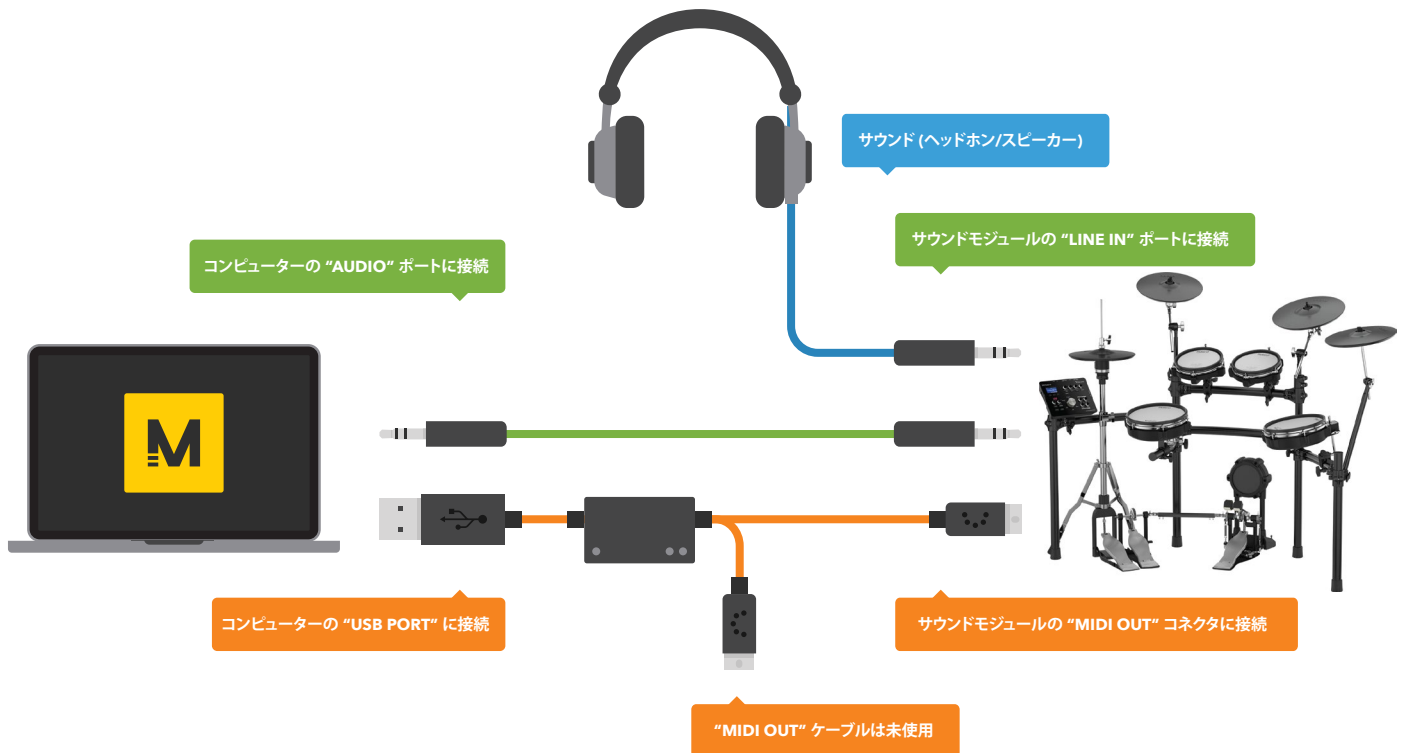 サウンド (ヘッドホン/スピーカー)
サウンドモジュールの “LINE IN” ポートに接続
コンピューターの “AUDIO” ポートに接続
M
コンピューターの “USB PORT” に接続
サウンドモジュールの “MIDI OUT” コネクタに接続
“MIDI OUT” ケーブルは未使用